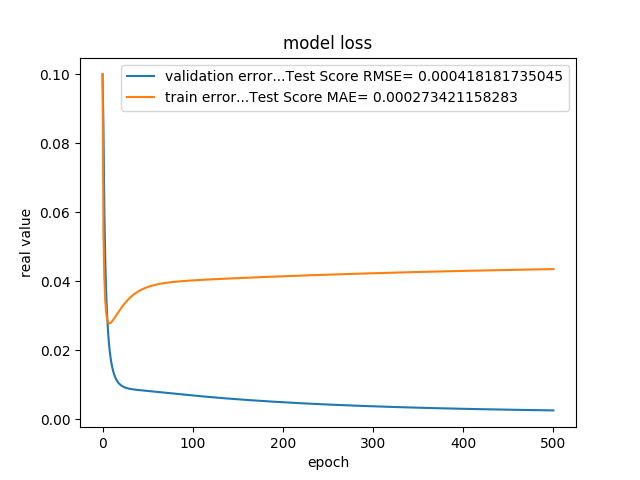 model loss
validation error...Test Score RMSE= 0.000418181735045
train error...Test Score MAE= 0.000273421158283
real value
0.10
0.08
0.06
0.04
0.02
0.00
0 100 200 300 400 500
epoch